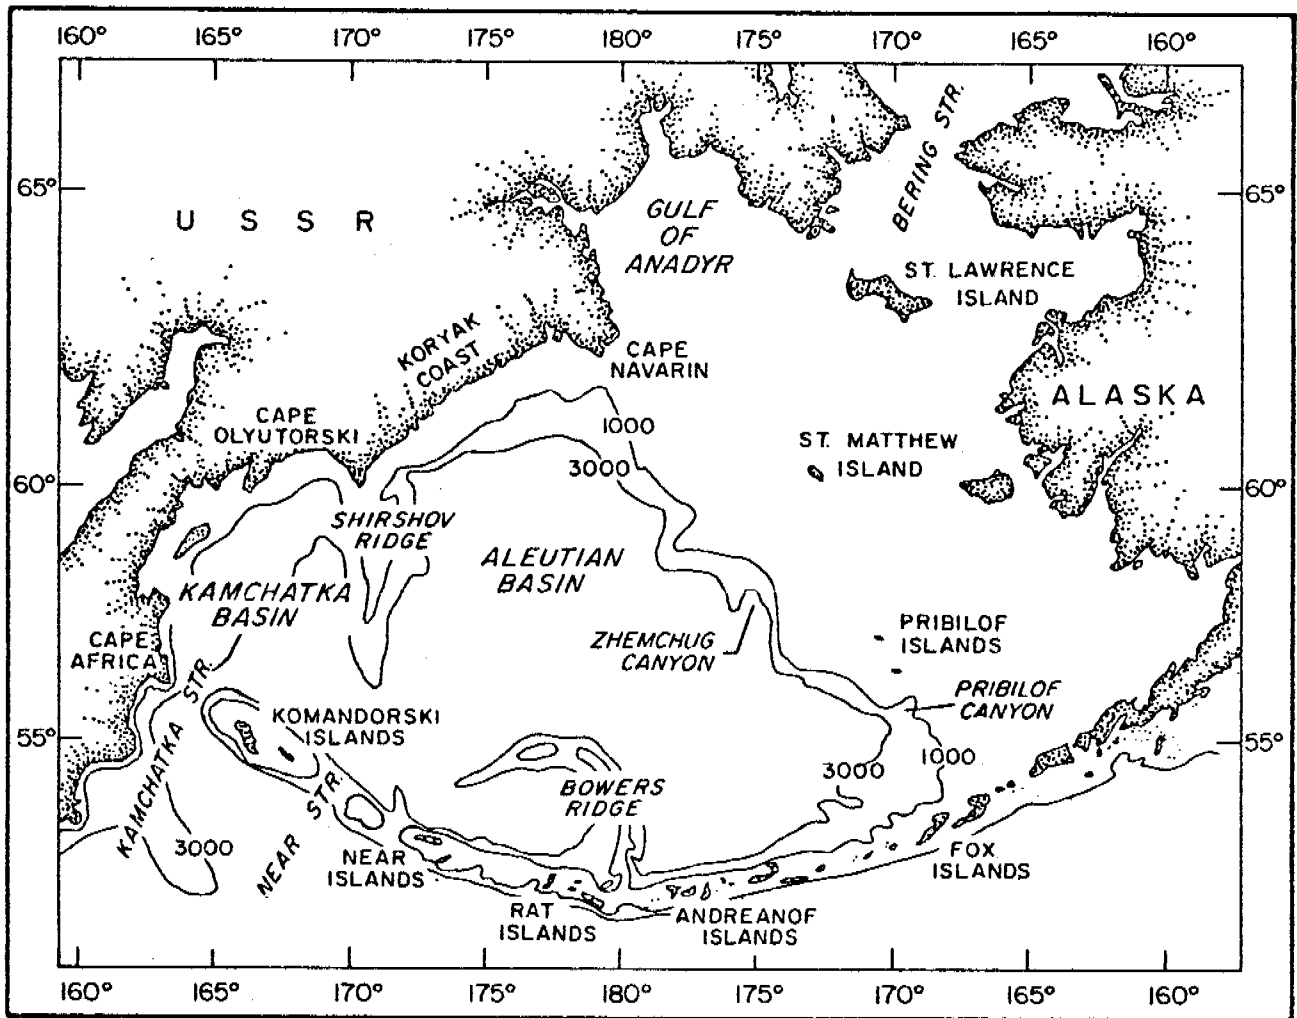 160° 165° 170° 175° 180° 175° 170° 165° 160°
BERING STR.
65° 65°
U S S R
GULF
OF
ANADYR
ST. LAWRENCE
ISLAND
KORYAK
COAST
CAPE
NAVARIN
ALASKA
CAPE
OLYUTORSKI
1000
ST. MATTHEW
ISLAND
3000
60° 60°
SHIRSHOV
RIDGE
ALEUTIAN
BASIN
KAMCHATKA
BASIN
ZHEMCHUG
CANYON
PRIBILOF
ISLANDS
CAPE
AFRICA
PRIBILOF
CANYON
KOMANDORSKI
ISLANDS
55° 55°
KAMCHATKA STR.
NEAR STR.
BOWERS
RIDGE
3000
1000
3000
NEAR
ISLANDS
FOX
ISLANDS
RAT
ISLANDS
ANDREANOF
ISLANDS
160° 165° 170° 175° 180° 175° 170° 165° 160°